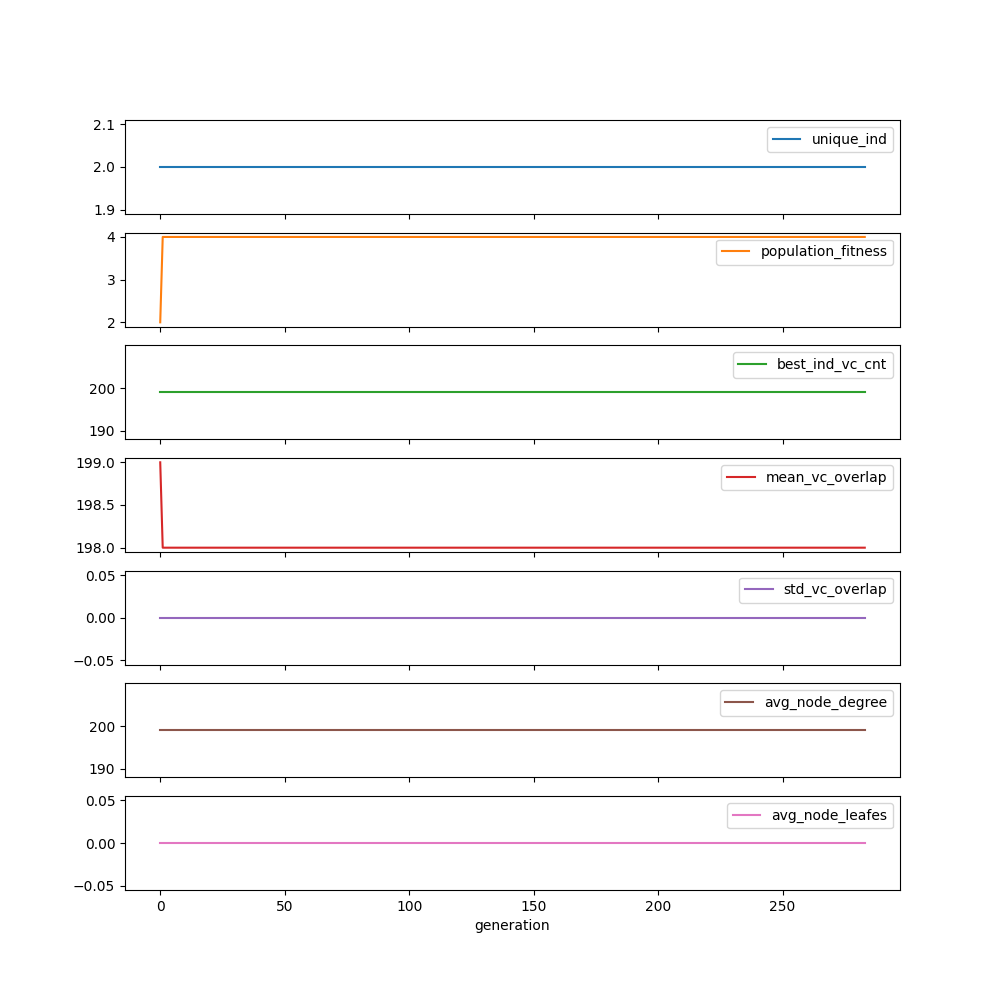 2.1
2.0
1.9
unique_ind
4
3
2
population_fitness
200
190
best_ind_vc_cnt
199.0
198.5
198.0
mean_vc_overlap
0.05
0.00
−0.05
std_vc_overlap
200
190
avg_node_degree
0.05
0.00
−0.05
avg_node_leafes
0 50 100 150 200 250
generation